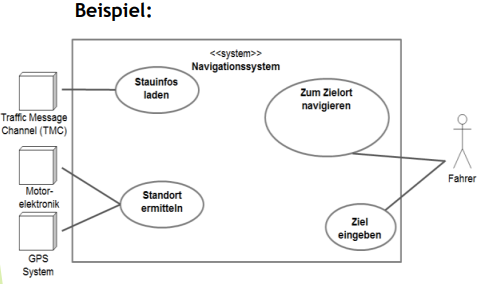 Beispiel:
<<system>>
Navigationssystem
Stauinfos
laden
Zum Zielort
navigieren
Traffic Message
Channel (TMC)
Fahrer
Motor-
elektronik
Standort
ermitteln
Ziel
eingeben
GPS
System